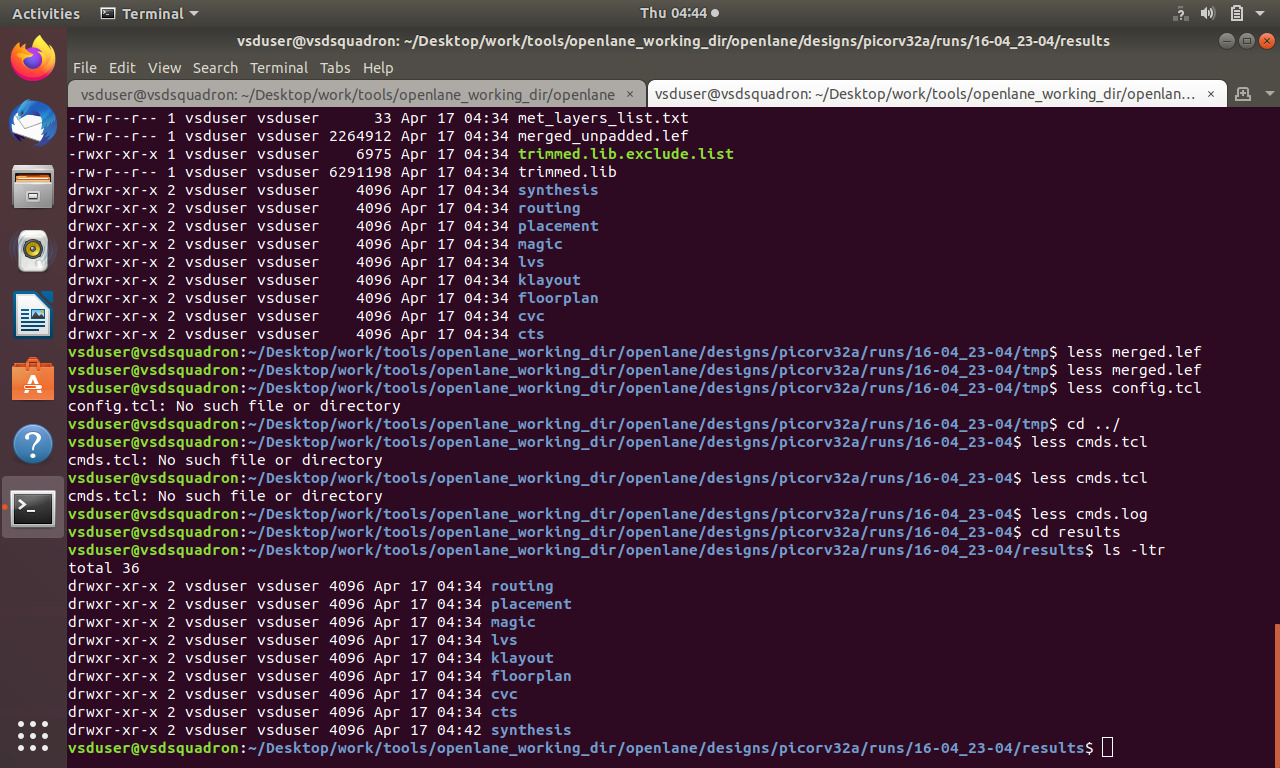 Activities Terminal Thu 04:44
vsduser@vsdsquadron: ~/Desktop/work/tools/openlane_working_dir/openlane/designs/picorv32a/runs/16-04_23-04/results
File Edit View Search Terminal Tabs Help
vsduser@vsdsquadron: ~/Desktop/work/tools/openlane_working_dir/openlane × vsduser@vsdsquadron: ~/Desktop/work/tools/openlane_working_dir/openlan... ×
-rw-r--r-- 1 vsduser vsduser      33 Apr 17 04:34 met_layers_list.txt
-rw-r--r-- 1 vsduser vsduser 2264912 Apr 17 04:34 merged_unpadded.lef
-rwxr-xr-x 1 vsduser vsduser    6975 Apr 17 04:34 trimmed.lib.exclude.list
-rw-r--r-- 1 vsduser vsduser 6291198 Apr 17 04:34 trimmed.lib
drwxr-xr-x 2 vsduser vsduser    4096 Apr 17 04:34 synthesis
drwxr-xr-x 2 vsduser vsduser    4096 Apr 17 04:34 routing
drwxr-xr-x 2 vsduser vsduser    4096 Apr 17 04:34 placement
drwxr-xr-x 2 vsduser vsduser    4096 Apr 17 04:34 magic
drwxr-xr-x 2 vsduser vsduser    4096 Apr 17 04:34 lvs
drwxr-xr-x 2 vsduser vsduser    4096 Apr 17 04:34 klayout
drwxr-xr-x 2 vsduser vsduser    4096 Apr 17 04:34 floorplan
drwxr-xr-x 2 vsduser vsduser    4096 Apr 17 04:34 cvc
drwxr-xr-x 2 vsduser vsduser    4096 Apr 17 04:34 cts
vsduser@vsdsquadron:~/Desktop/work/tools/openlane_working_dir/openlane/designs/picorv32a/runs/16-04_23-04/tmp$ less merged.lef
vsduser@vsdsquadron:~/Desktop/work/tools/openlane_working_dir/openlane/designs/picorv32a/runs/16-04_23-04/tmp$ less merged.lef
vsduser@vsdsquadron:~/Desktop/work/tools/openlane_working_dir/openlane/designs/picorv32a/runs/16-04_23-04/tmp$ less config.tcl
config.tcl: No such file or directory
vsduser@vsdsquadron:~/Desktop/work/tools/openlane_working_dir/openlane/designs/picorv32a/runs/16-04_23-04/tmp$ cd ../
vsduser@vsdsquadron:~/Desktop/work/tools/openlane_working_dir/openlane/designs/picorv32a/runs/16-04_23-04$ less cmds.tcl
cmds.tcl: No such file or directory
vsduser@vsdsquadron:~/Desktop/work/tools/openlane_working_dir/openlane/designs/picorv32a/runs/16-04_23-04$ less cmds.tcl
cmds.tcl: No such file or directory
vsduser@vsdsquadron:~/Desktop/work/tools/openlane_working_dir/openlane/designs/picorv32a/runs/16-04_23-04$ less cmds.log
vsduser@vsdsquadron:~/Desktop/work/tools/openlane_working_dir/openlane/designs/picorv32a/runs/16-04_23-04$ cd results
vsduser@vsdsquadron:~/Desktop/work/tools/openlane_working_dir/openlane/designs/picorv32a/runs/16-04_23-04/results$ ls -ltr
total 36
drwxr-xr-x 2 vsduser vsduser 4096 Apr 17 04:34 routing
drwxr-xr-x 2 vsduser vsduser 4096 Apr 17 04:34 placement
drwxr-xr-x 2 vsduser vsduser 4096 Apr 17 04:34 magic
drwxr-xr-x 2 vsduser vsduser 4096 Apr 17 04:34 lvs
drwxr-xr-x 2 vsduser vsduser 4096 Apr 17 04:34 klayout
drwxr-xr-x 2 vsduser vsduser 4096 Apr 17 04:34 floorplan
drwxr-xr-x 2 vsduser vsduser 4096 Apr 17 04:34 cvc
drwxr-xr-x 2 vsduser vsduser 4096 Apr 17 04:34 cts
drwxr-xr-x 2 vsduser vsduser 4096 Apr 17 04:42 synthesis
vsduser@vsdsquadron:~/Desktop/work/tools/openlane_working_dir/openlane/designs/picorv32a/runs/16-04_23-04/results$